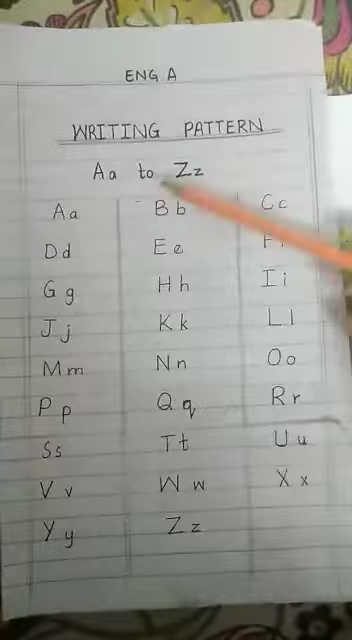 ENG A
WRITING PATTERN
Aa to Zz
Aa Bb Cc
Dd Ee F
Gg Hh Ii
Jj Kk Ll
Mm Nn Oo
Pp Qq Rr
Ss Tt Uu
Vv Ww Xx
Yy Zz